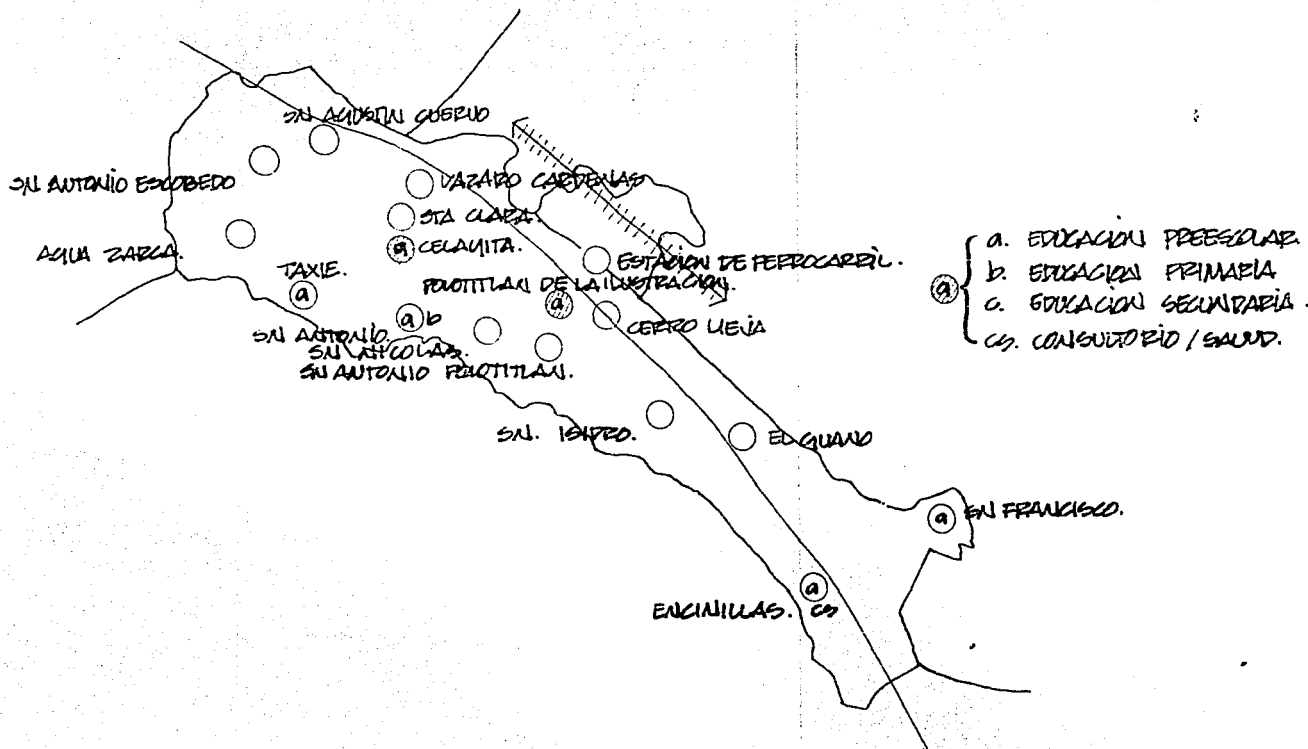 SN AGUSTIN CUERVO
SN ANTONIO ESCOBEDO
LAZARO CARDENAS
STA CLARA.
AGUA ZARCA.
a CELAYITA.
TAXIE.
a
ESTACION DE FERROCARRIL.
POLOTITLAN DE LA ILUSTRACION.
a
CERRO VIEJA
a b
SN ANTONIO.
SN NICOLAS.
SN ANTONIO POLOTITLAN.
SN. ISIDRO.
EL GUANO
a SN FRANCISCO.
a
ENCINILLAS. CS
a
a. EDUCACION PREESCOLAR.
b. EDUCACION PRIMARIA
c. EDUCACION SECUNDARIA.
CS. CONSULTORIO / SALUD.